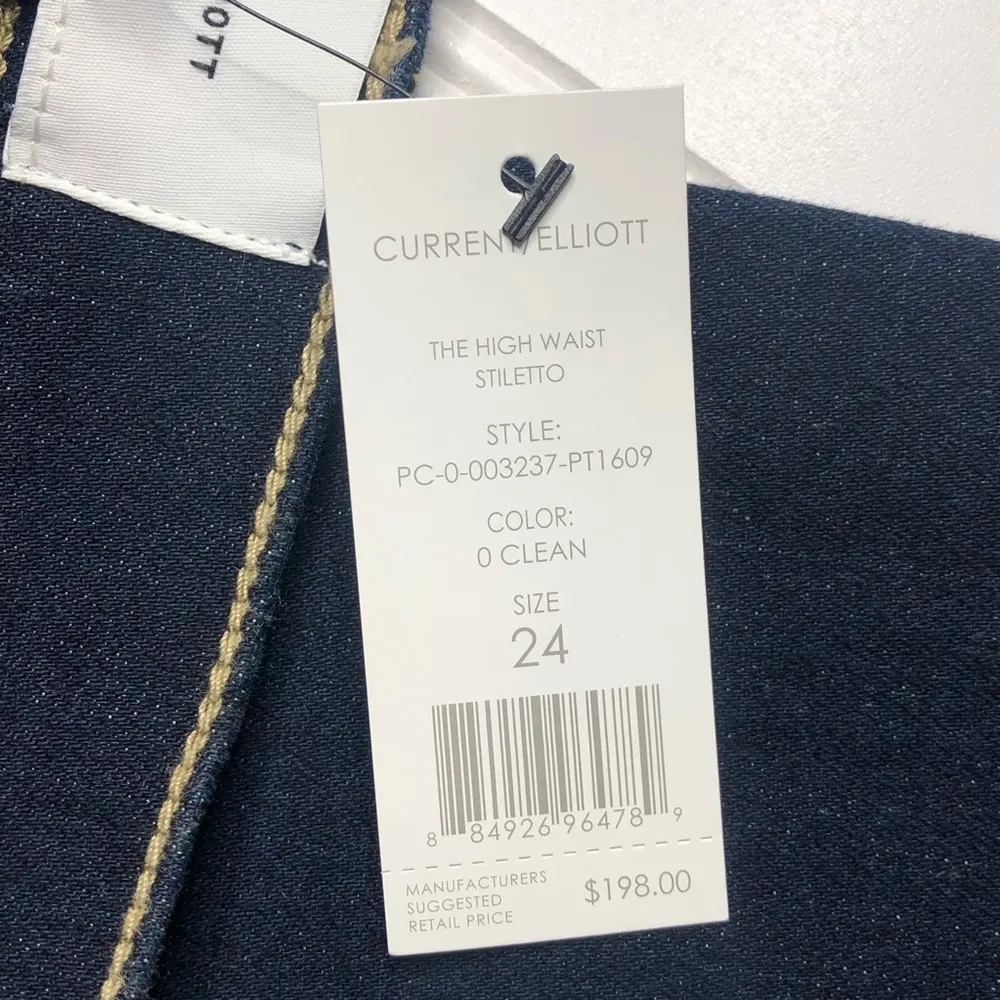 OTT
CURRENT/ELLIOTT
THE HIGH WAIST
STILETTO
STYLE:
PC-0-003237-PT1609
COLOR:
0 CLEAN
SIZE
24
8 84926 96478 9
MANUFACTURERS
SUGGESTED
RETAIL PRICE
$198.00